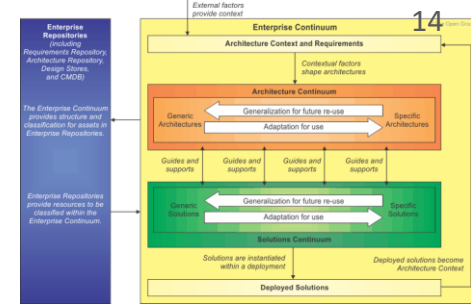 External factors
provide context
14
Enterprise
Repositories
(including
Requirements Repository,
Architecture Repository,
Design Stores,
and CMDB)
The Enterprise Continuum
provides structure and
classification for assets in
Enterprise Repositories.
Enterprise Repositories
provide resources to be
classified within the
Enterprise Continuum.
Enterprise Continuum
Architecture Context and Requirements
Contextual factors
shape architectures
Architecture Continuum
Generic
Architectures
Generalization for future re-use
Adaptation for use
Specific
Architectures
Guides and
supports
Guides and
supports
Guides and
supports
Guides and
supports
Generic
Solutions
Generalization for future re-use
Adaptation for use
Specific
Solutions
Solutions Continuum
Solutions are instantiated
within a deployment
Deployed solutions become
Architecture Context
Deployed Solutions